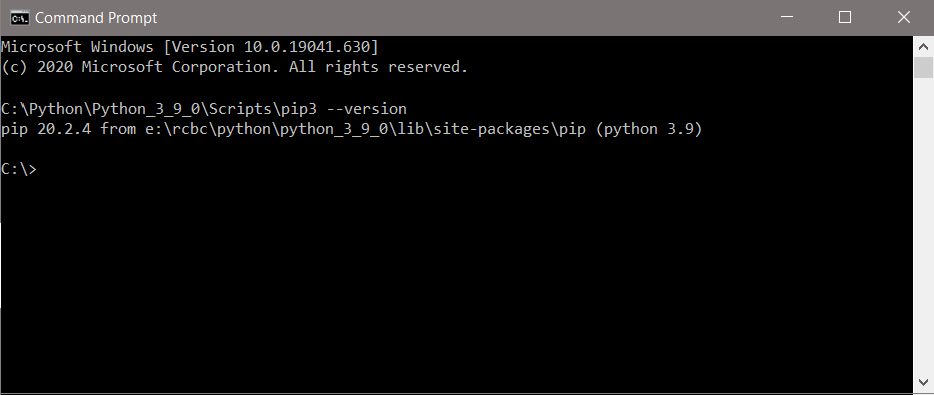 Command Prompt
Microsoft Windows [Version 10.0.19041.630]
(c) 2020 Microsoft Corporation. All rights reserved.
C:\Python\Python_3_9_0\Scripts\pip3 --version
pip 20.2.4 from e:\rcbc\python\python_3_9_0\lib\site-packages\pip (python 3.9)
C:\>